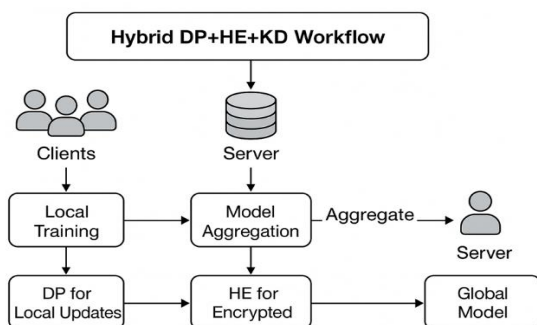 Hybrid DP+HE+KD Workflow
Clients
Server
Local
Training
Model
Aggregation
Aggregate
Server
DP for
Local Updates
HE for
Encrypted
Global
Model